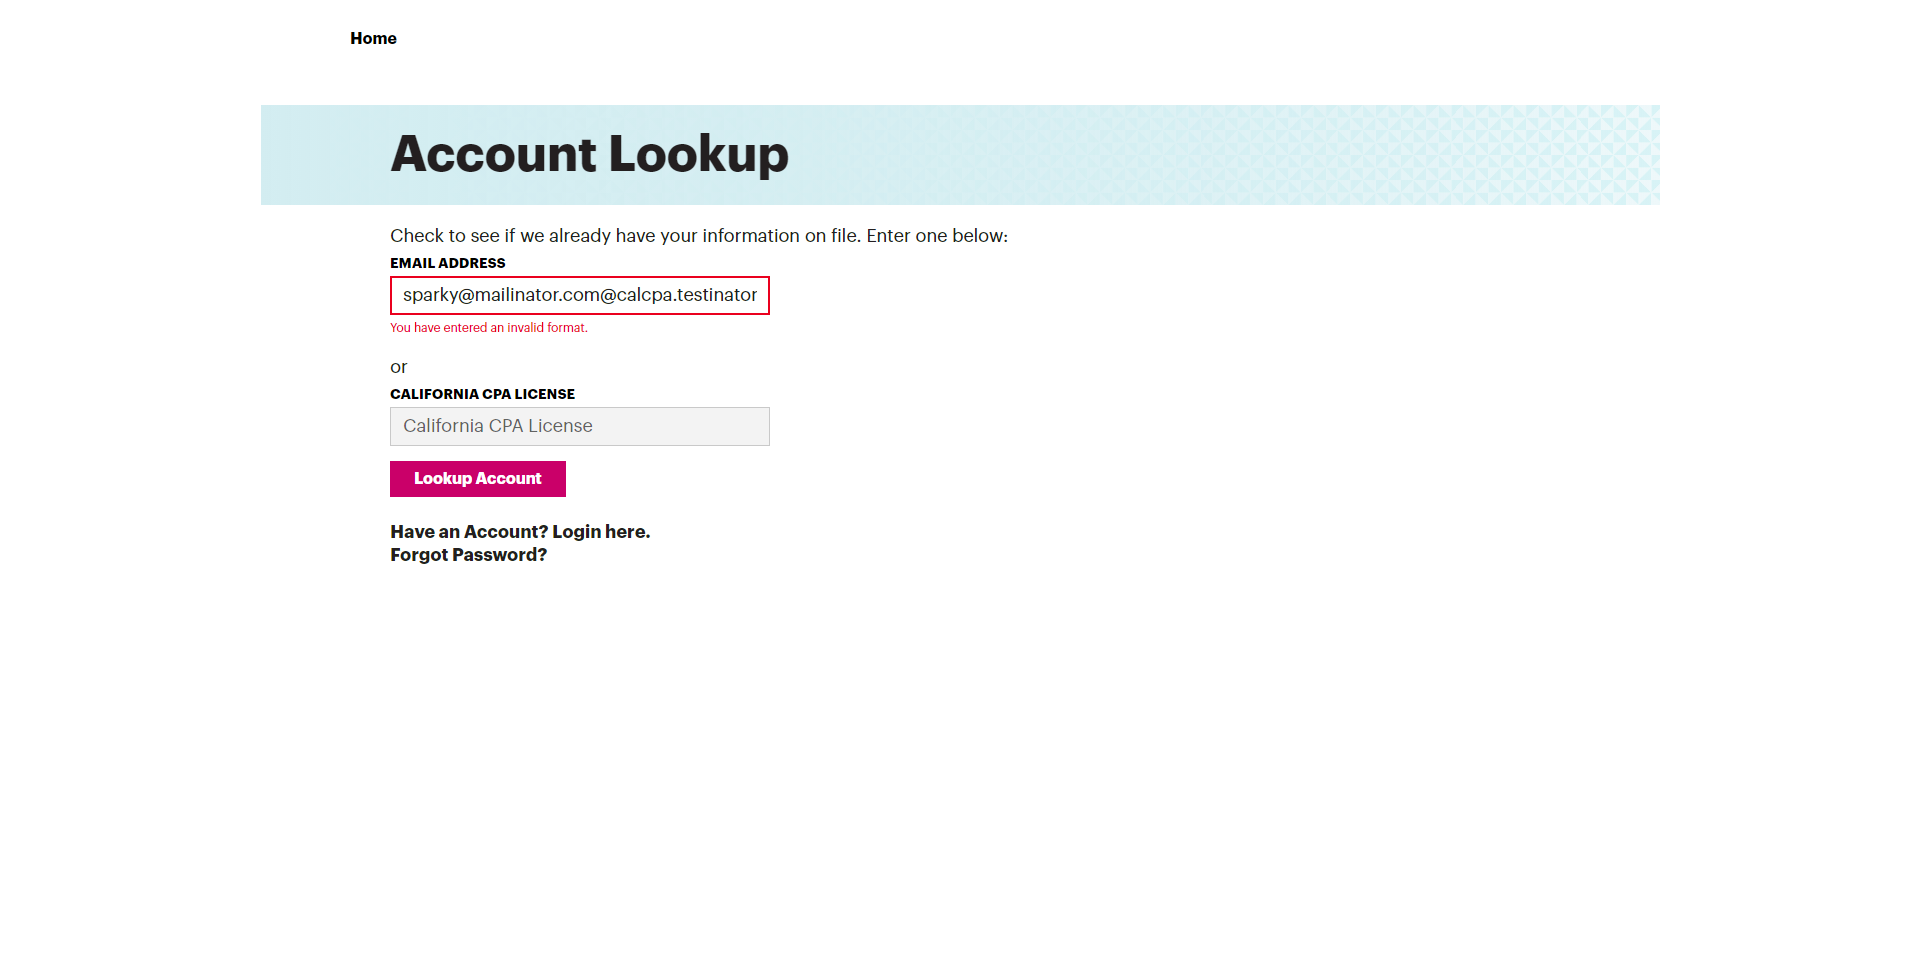 Home
Account Lookup
Check to see if we already have your information on file. Enter one below:
EMAIL ADDRESS
sparky@mailinator.com@calcpa.testinator
You have entered an invalid format.
or
CALIFORNIA CPA LICENSE
California CPA License
Lookup Account
Have an Account? Login here.
Forgot Password?